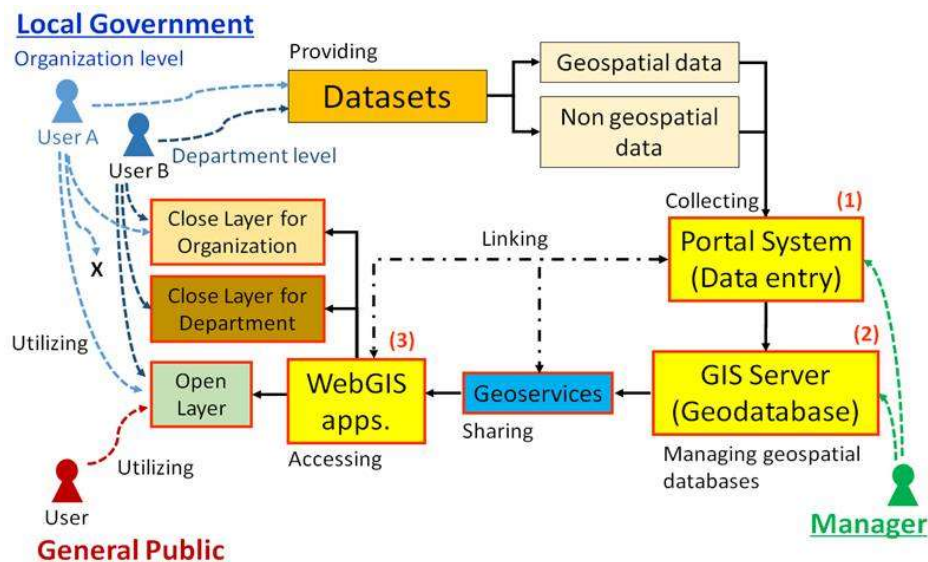 Local Government
Organization level
User A
User B
Department level
Providing
Datasets
Geospatial data
Non geospatial
data
Collecting
(1)
Portal System
(Data entry)
Linking
Close Layer for
Organization
X
Close Layer for
Department
Utilizing
(3)
(2)
Open
Layer
WebGIS
apps.
Geoservices
GIS Server
(Geodatabase)
Accessing
Sharing
Managing geospatial
databases
Utilizing
User
General Public
Manager